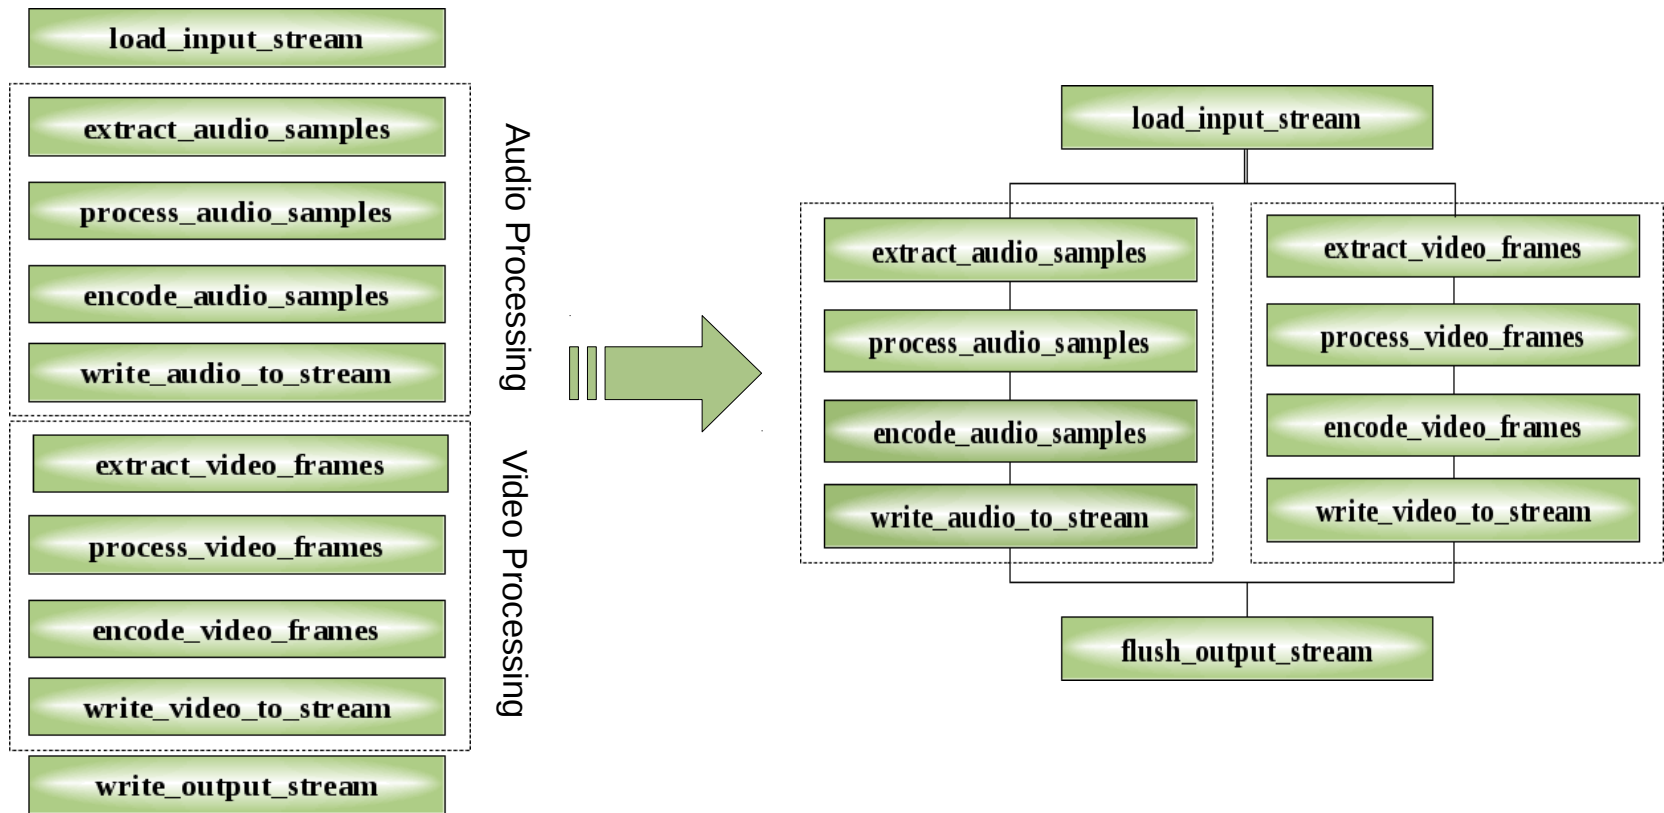 load_input_stream
extract_audio_samples
process_audio_samples
encode_audio_samples
write_audio_to_stream
Audio Processing
extract_video_frames
process_video_frames
encode_video_frames
write_video_to_stream
Video Processing
write_output_stream
load_input_stream
extract_audio_samples
process_audio_samples
encode_audio_samples
write_audio_to_stream
extract_video_frames
process_video_frames
encode_video_frames
write_video_to_stream
flush_output_stream